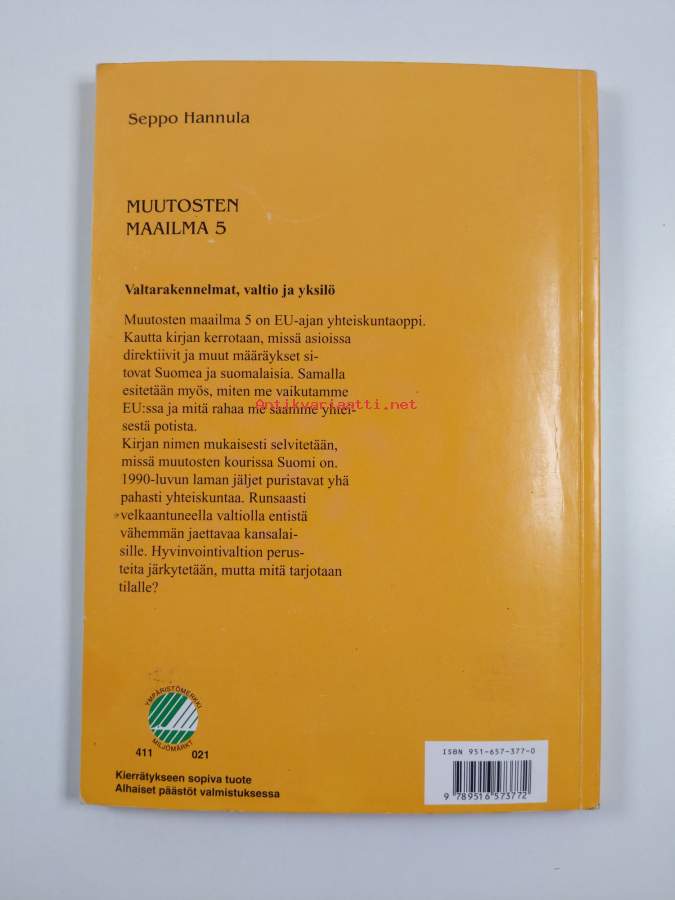 Seppo Hannula
MUUTOSTEN
MAAILMA 5
Valtarakennelmat, valtio ja yksilö
Muutosten maailma 5 on EU-ajan yhteiskuntaoppi.
Kautta kirjan kerrotaan, missä asioissa
direktiivit ja muut määräykset si-
tovat Suomea ja suomalaisia. Samalla
esitetään myös, miten me vaikutamme
EU:ssa ja mitä rahaa me saamme yhtei-
sestä potista.
Antikvariaatti.net
Kirjan nimen mukaisesti selvitetään,
missä muutosten kourissa Suomi on.
1990-luvun laman jäljet puristavat yhä
pahasti yhteiskuntaa. Runsaasti
velkaantuneella valtiolla entistä
vähemmän jaettavaa kansalai-
sille. Hyvinvointivaltion perus-
teita järkytetään, mutta mitä tarjotaan
tilalle?
YMPÄRISTÖMERKKI
MILJÖMÄRKT
411 021
Kierrätykseen sopiva tuote
Alhaiset päästöt valmistuksessa
ISBN 951-657-377-0
9 789516 573772